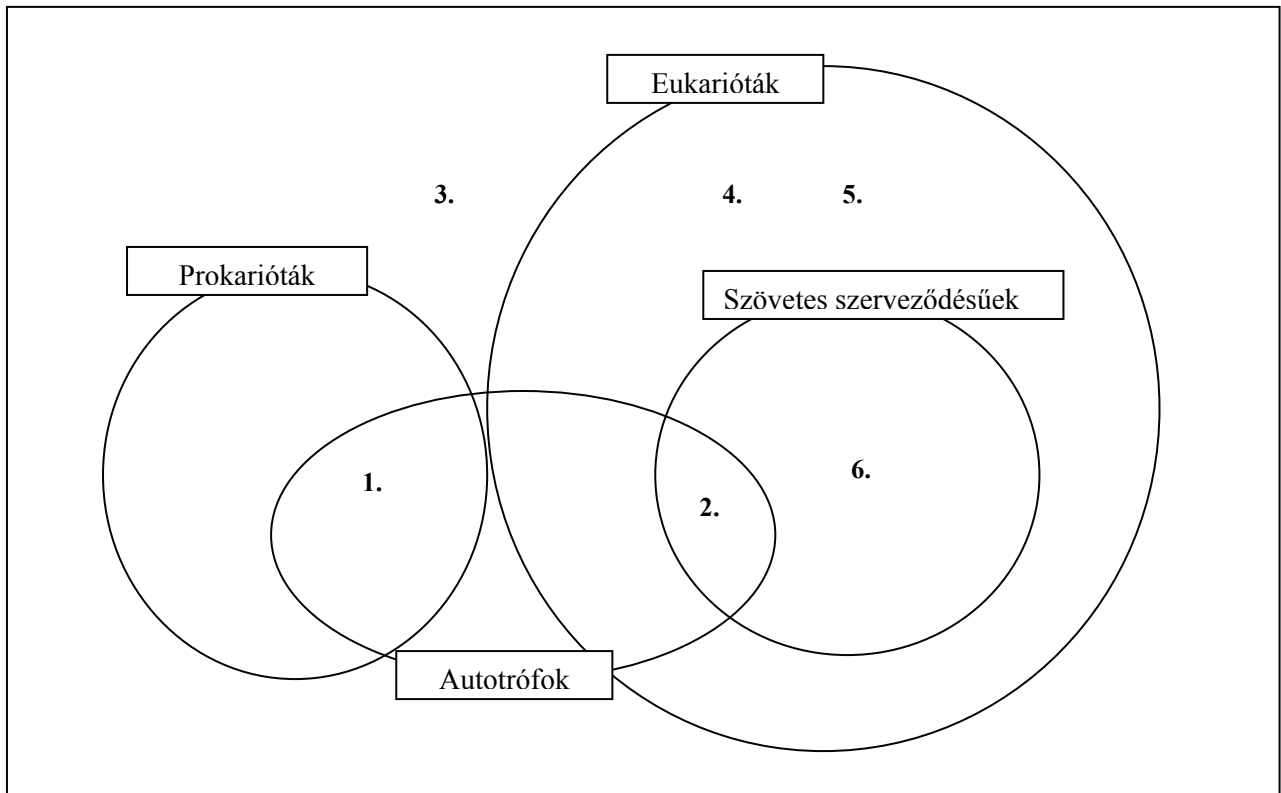 Eukarióták
3.
4.
5.
Prokarióták
Szövetes szerveződésűek
6.
1.
2.
Autotrófok